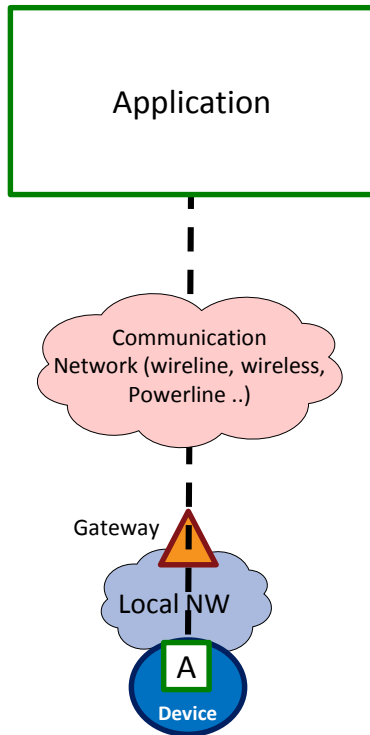 Application
Communication
Network (wireline, wireless,
Powerline ..)
Gateway
Local NW
A
Device